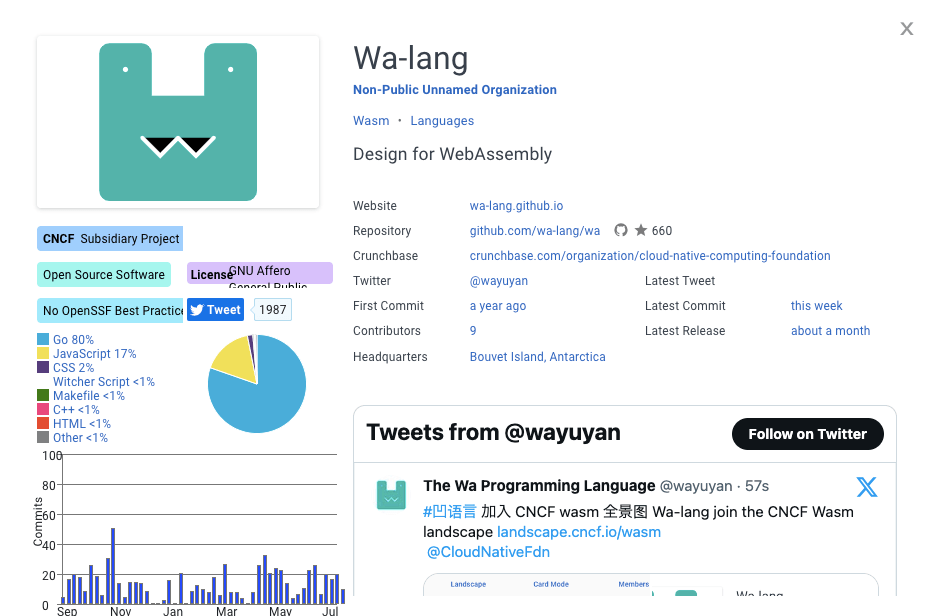 x
Wa-lang
Non-Public Unnamed Organization
Wasm • Languages
Design for WebAssembly
Website wa-lang.github.io
Repository github.com/wa-lang/wa 660
Crunchbase crunchbase.com/organization/cloud-native-computing-foundation
Twitter @wayuyan Latest Tweet
First Commit a year ago Latest Commit this week
Contributors 9 Latest Release about a month
Headquarters Bouvet Island, Antarctica
CNCF Subsidiary Project
Open Source Software
License GNU Affero
General Public
No OpenSSF Best Practice
Tweet 1987
Go 80%
JavaScript 17%
CSS 2%
Witcher Script <1%
Makefile <1%
C++ <1%
HTML <1%
Other <1%
Commits
100
80
60
40
20
0
Sep Nov Jan Mar May Jul
Tweets from @wayuyan
Follow on Twitter
The Wa Programming Language @wayuyan · 57s
#凹语言 加入 CNCF wasm 全景图 Wa-lang join the CNCF Wasm
landscape landscape.cncf.io/wasm
@CloudNativeFdn
Landscape Card Mode Members
Wa-lang